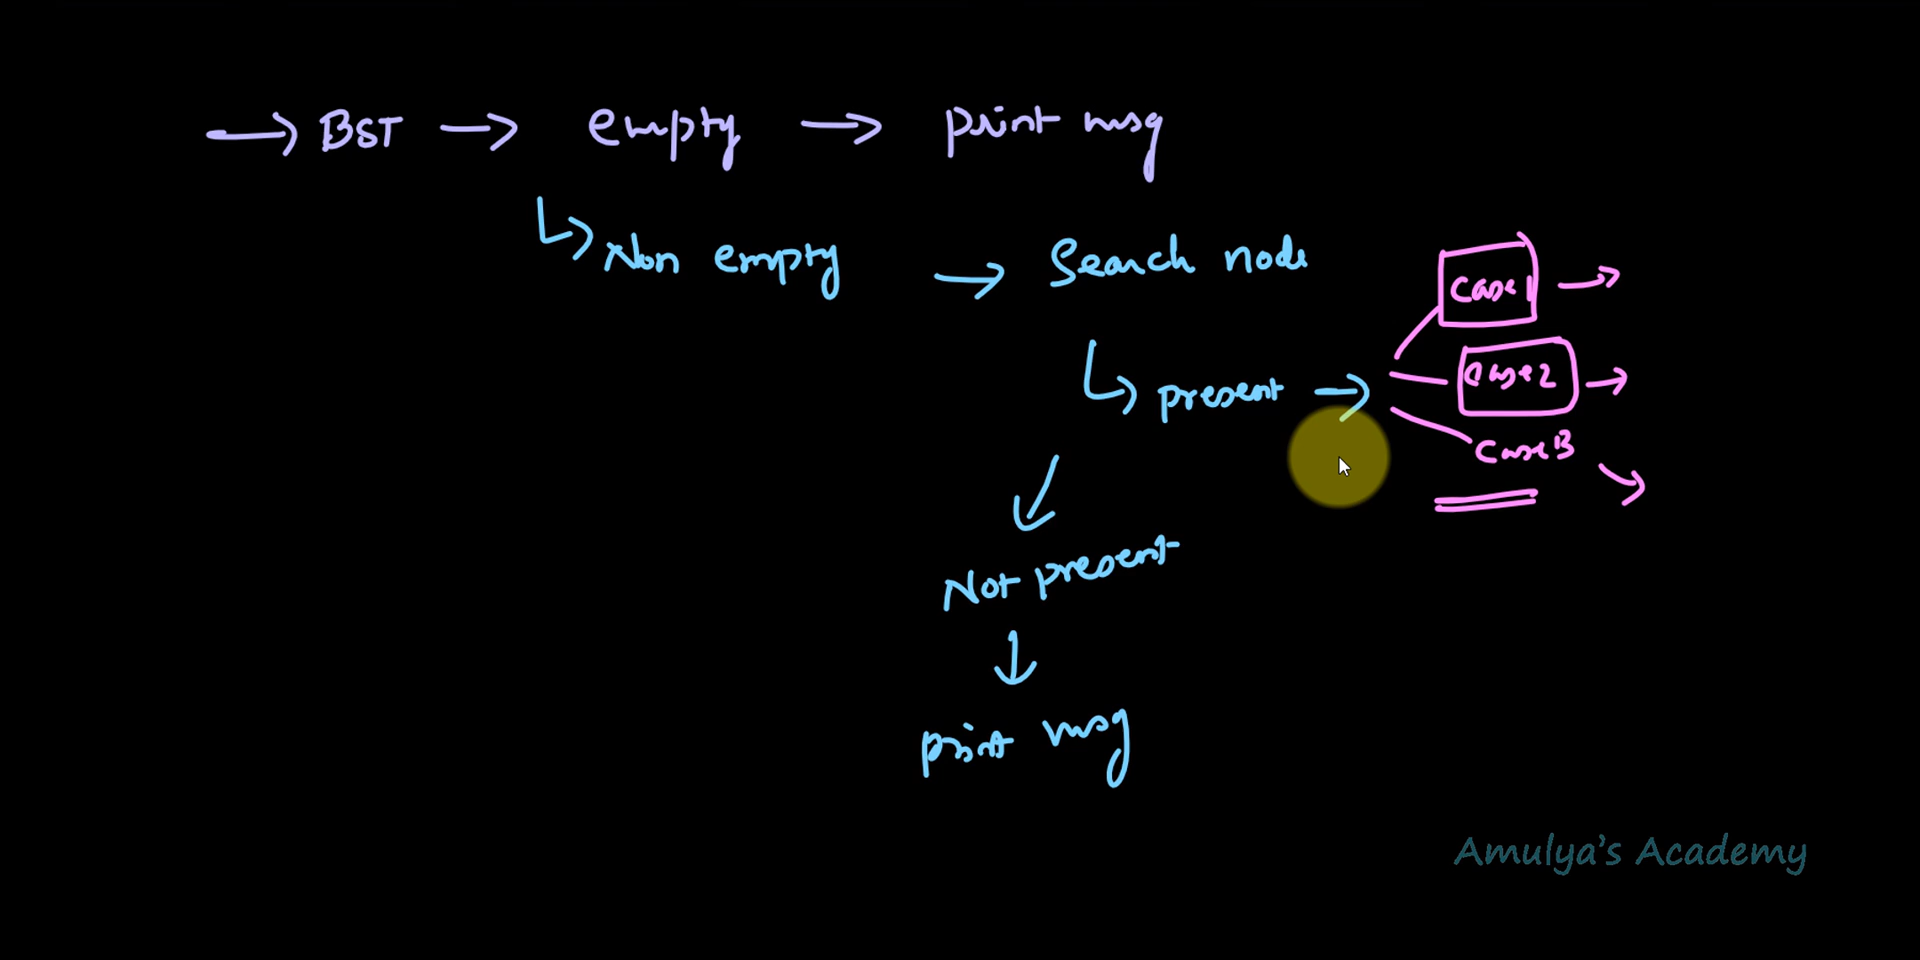 BST empty print msg
Non empty Search node
Case1
present Case2
Case3
Not present
print msg
Amulya's Academy